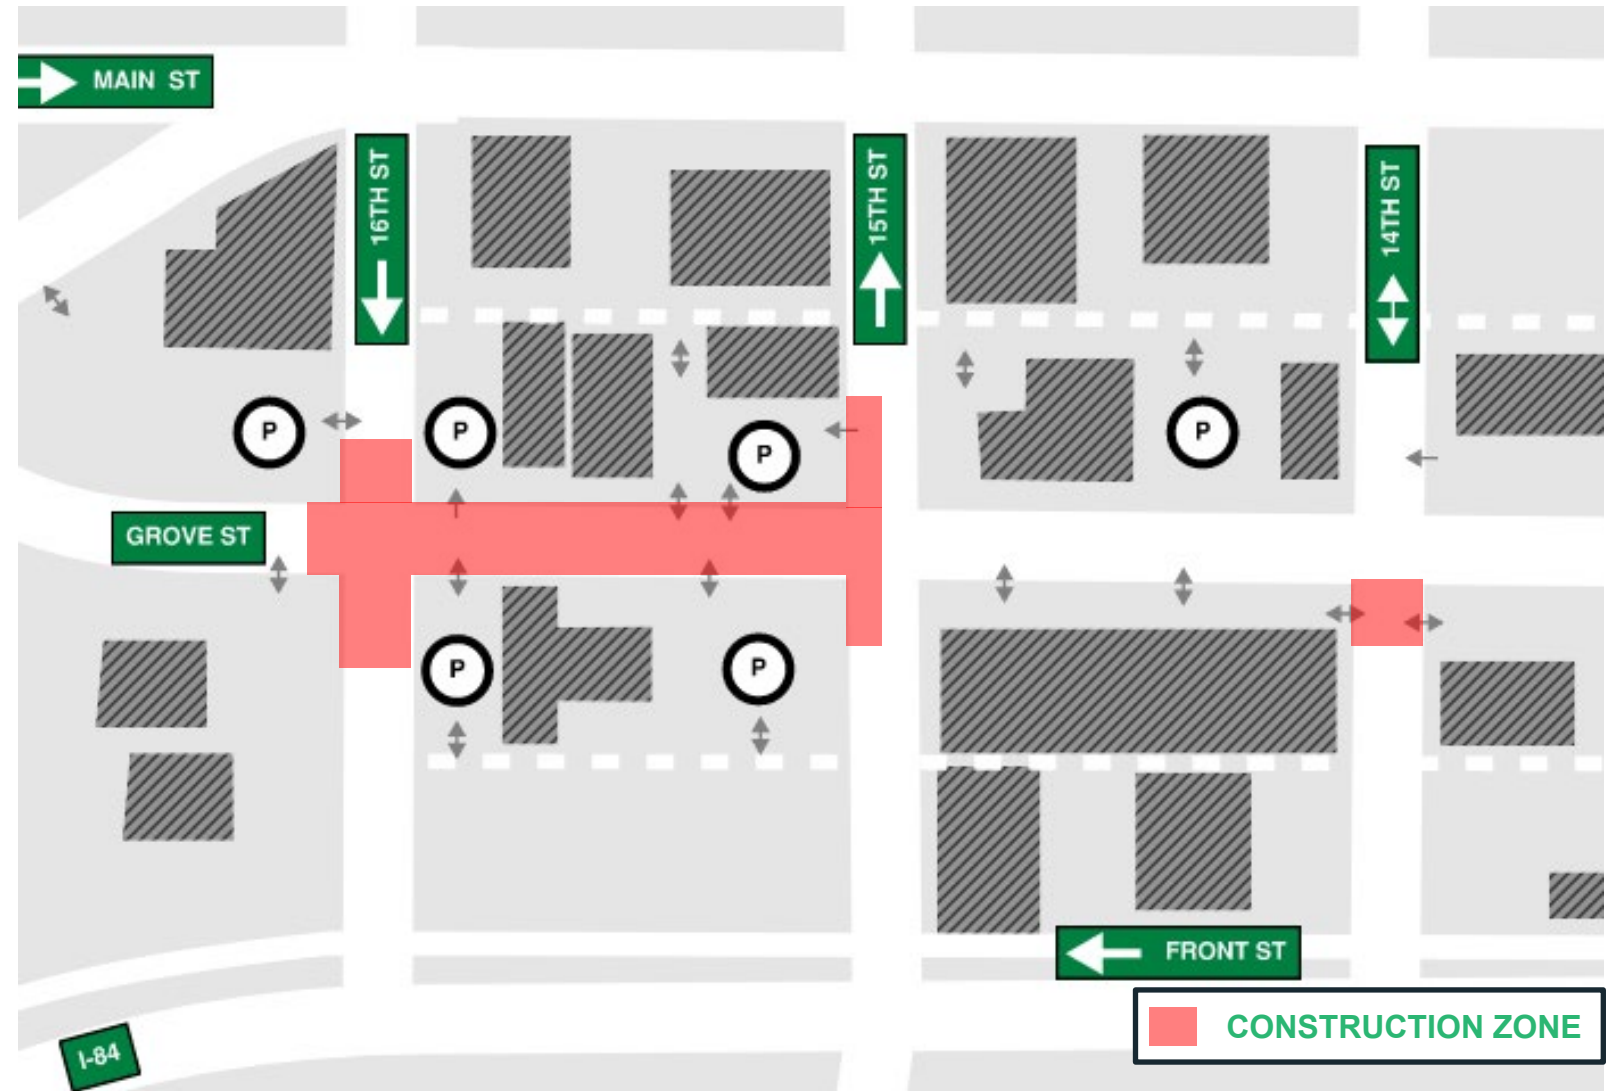 MAIN ST
16TH ST
15TH ST
14TH ST
P
P
P
P
GROVE ST
P
P
FRONT ST
CONSTRUCTION ZONE
I-84